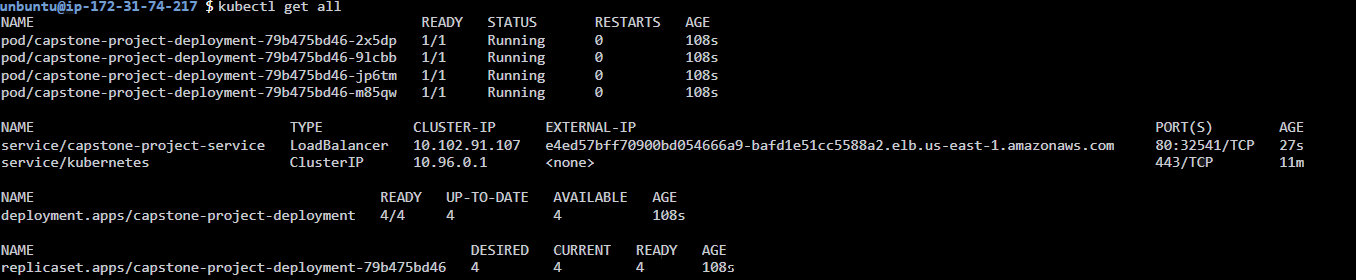 unbuntu@ip-172-31-74-217 $kubectl get all
NAME READY STATUS RESTARTS AGE
pod/capstone-project-deployment-79b475bd46-2x5dp 1/1 Running 0 108s
pod/capstone-project-deployment-79b475bd46-9lcbb 1/1 Running 0 108s
pod/capstone-project-deployment-79b475bd46-jp6tm 1/1 Running 0 108s
pod/capstone-project-deployment-79b475bd46-m85qw 1/1 Running 0 108s
NAME TYPE CLUSTER-IP EXTERNAL-IP PORT(S) AGE
service/capstone-project-service LoadBalancer 10.102.91.107 e4ed57bff70900bd054666a9-bafd1e51cc5588a2.elb.us-east-1.amazonaws.com 80:32541/TCP 27s
service/kubernetes ClusterIP 10.96.0.1 <none> 443/TCP 11m
NAME READY UP-TO-DATE AVAILABLE AGE
deployment.apps/capstone-project-deployment 4/4 4 4 108s
NAME DESIRED CURRENT READY AGE
replicaset.apps/capstone-project-deployment-79b475bd46 4 4 4 108s